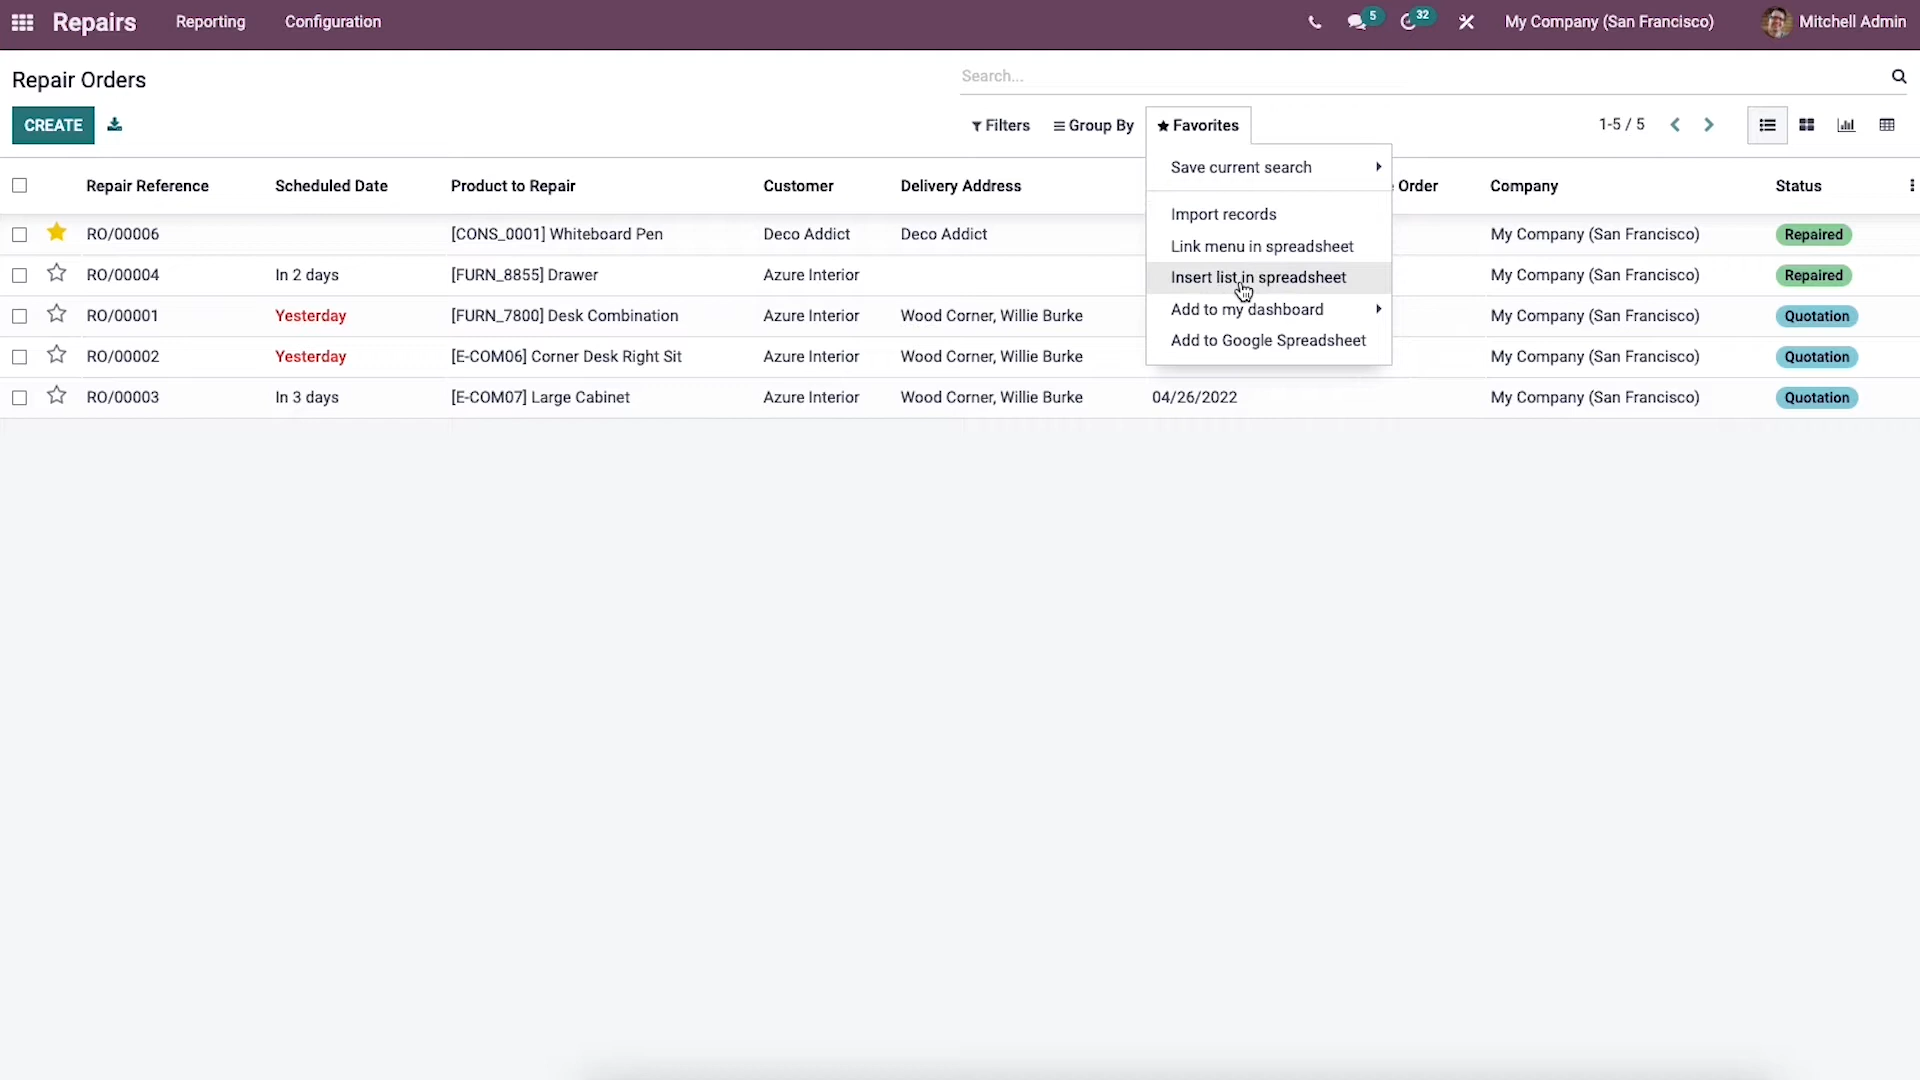 Repairs Reporting Configuration 5 32 My Company (San Francisco) Mitchell Admin
Repair Orders
Search...
CREATE
Filters Group By Favorites
1-5 / 5
Save current search
Import records
Link menu in spreadsheet
Insert list in spreadsheet
Add to my dashboard
Add to Google Spreadsheet
Repair Reference Scheduled Date Product to Repair Customer Delivery Address Order Company Status
RO/00006 [CONS_0001] Whiteboard Pen Deco Addict Deco Addict My Company (San Francisco) Repaired
RO/00004 In 2 days [FURN_8855] Drawer Azure Interior My Company (San Francisco) Repaired
RO/00001 Yesterday [FURN_7800] Desk Combination Azure Interior Wood Corner, Willie Burke My Company (San Francisco) Quotation
RO/00002 Yesterday [E-COM06] Corner Desk Right Sit Azure Interior Wood Corner, Willie Burke My Company (San Francisco) Quotation
RO/00003 In 3 days [E-COM07] Large Cabinet Azure Interior Wood Corner, Willie Burke 04/26/2022 My Company (San Francisco) Quotation